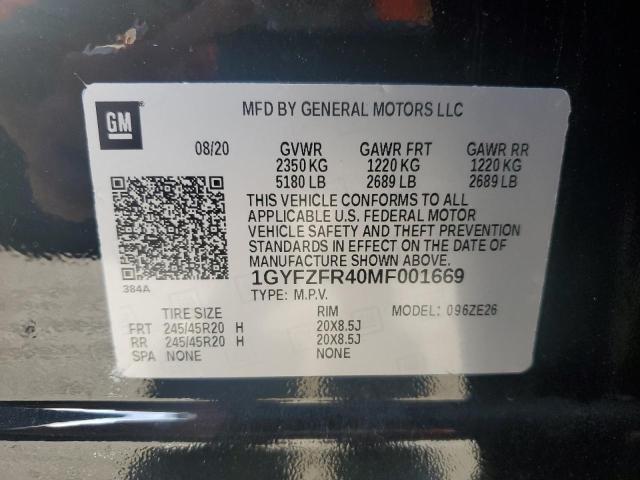 GM
MFD BY GENERAL MOTORS LLC
08/20 GVWR GAWR FRT GAWR RR
2350 KG 1220 KG 1220 KG
5180 LB 2689 LB 2689 LB
THIS VEHICLE CONFORMS TO ALL
APPLICABLE U.S. FEDERAL MOTOR
VEHICLE SAFETY AND THEFT PREVENTION
STANDARDS IN EFFECT ON THE DATE OF
MANUFACTURE SHOWN ABOVE.
384A
1GYFZFR40MF001669
TYPE: M.P.V.
TIRE SIZE RIM MODEL: 096ZE26
FRT 245/45R20 H 20X8.5J
RR 245/45R20 H 20X8.5J
SPA NONE NONE